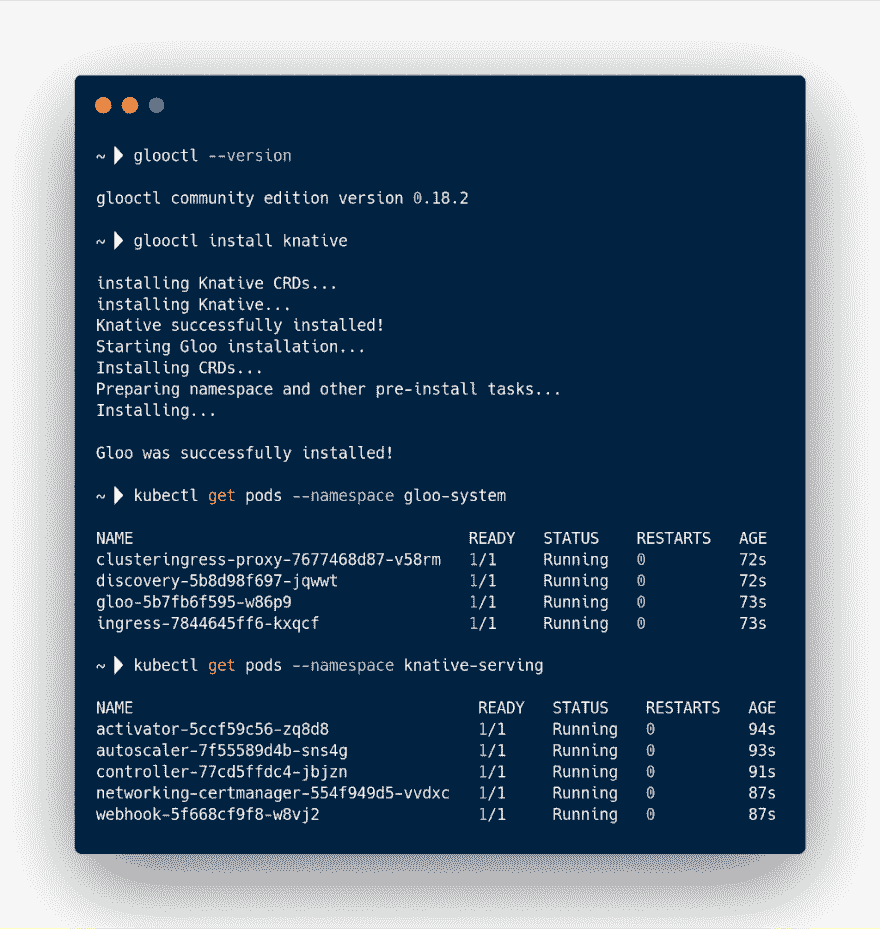 ~ glooctl --version
glooctl community edition version 0.18.2
~ glooctl install knative
installing Knative CRDs...
installing Knative...
Knative successfully installed!
Starting Gloo installation...
Installing CRDs...
Preparing namespace and other pre-install tasks...
Installing...
Gloo was successfully installed!
~ kubectl get pods --namespace gloo-system
NAME READY STATUS RESTARTS AGE
clusteringress-proxy-7677468d87-v58rm 1/1 Running 0 72s
discovery-5b8d98f697-jqwwt 1/1 Running 0 72s
gloo-5b7fb6f595-w86p9 1/1 Running 0 73s
ingress-7844645ff6-kxqcf 1/1 Running 0 73s
~ kubectl get pods --namespace knative-serving
NAME READY STATUS RESTARTS AGE
activator-5ccf59c56-zq8d8 1/1 Running 0 94s
autoscaler-7f55589d4b-sns4g 1/1 Running 0 93s
controller-77cd5ffdc4-jbjzn 1/1 Running 0 91s
networking-certmanager-554f949d5-vvdxc 1/1 Running 0 87s
webhook-5f668cf9f8-w8vj2 1/1 Running 0 87s